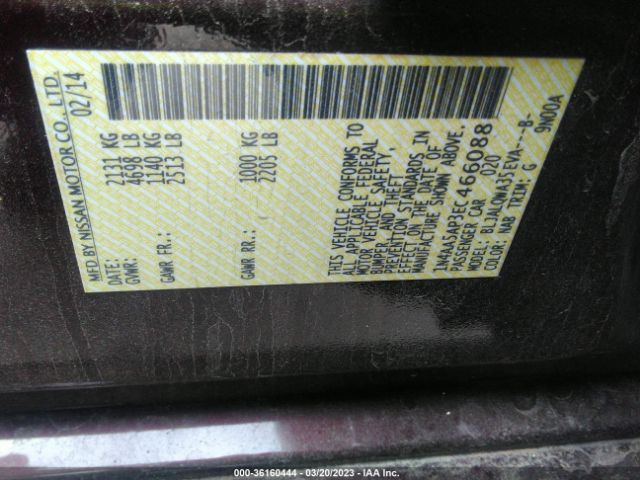 MFD BY NISSAN MOTOR CO., LTD.
DATE: 02/14
GVWR: 2131 KG
4698 LB
GAWR FR.: 1140 KG
2513 LB
GAWR RR.: 1000 KG
2205 LB
THIS VEHICLE CONFORMS TO
ALL APPLICABLE FEDERAL
MOTOR VEHICLE SAFETY,
BUMPER, AND THEFT
PREVENTION STANDARDS IN
EFFECT ON THE DATE OF
MANUFACTURE SHOWN ABOVE.
1N4AA5AP3EC466088
PASSENGER CAR 020
MODEL: BLJALOWA35EVA---B-
COLOR: NAB TRIM: G 9N00A
000-36160444 — 03/20/2023 — IAA Inc.